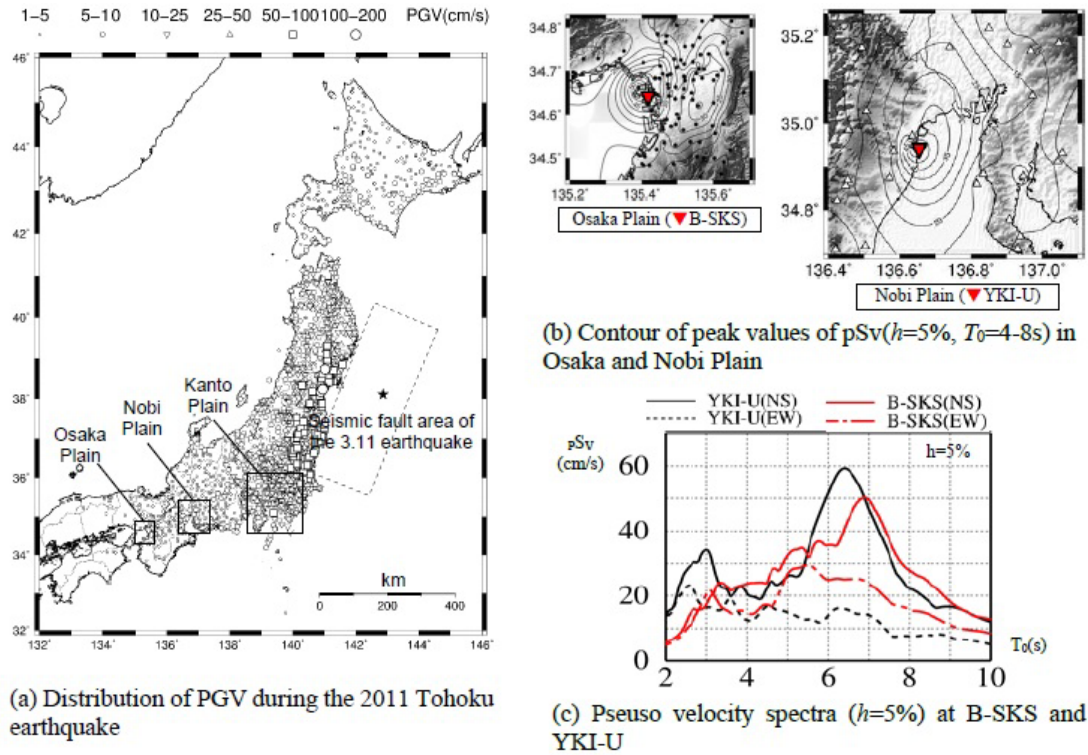 1−5 5−10 10−25 25−50 50−100 100−200 PGV(cm/s)
46˚
44˚
42˚
40˚
38˚
36˚
34˚
32˚
132˚ 134˚ 136˚ 138˚ 140˚ 142˚ 144˚ 146˚
Kanto
Plain
Nobi
Plain
Osaka
Plain
Seismic fault area of
the 3.11 earthquake
km
0 200 400
(a) Distribution of PGV during the 2011 Tohoku
earthquake
34.8˚
34.7˚
34.6˚
34.5˚
135.2˚ 135.4˚ 135.6˚
Osaka Plain (▼B-SKS)
35.2˚
35.0˚
34.8˚
136.4˚ 136.6˚ 136.8˚ 137.0˚
Nobi Plain (▼YKI-U)
(b) Contour of peak values of pSv(h=5%, T0=4-8s) in
Osaka and Nobi Plain
YKI-U(NS) B-SKS(NS)
YKI-U(EW) B-SKS(EW)
pSv
(cm/s)
h=5%
60
40
20
0
2 4 6 8 10
T0(s)
(c) Pseuso velocity spectra (h=5%) at B-SKS and
YKI-U